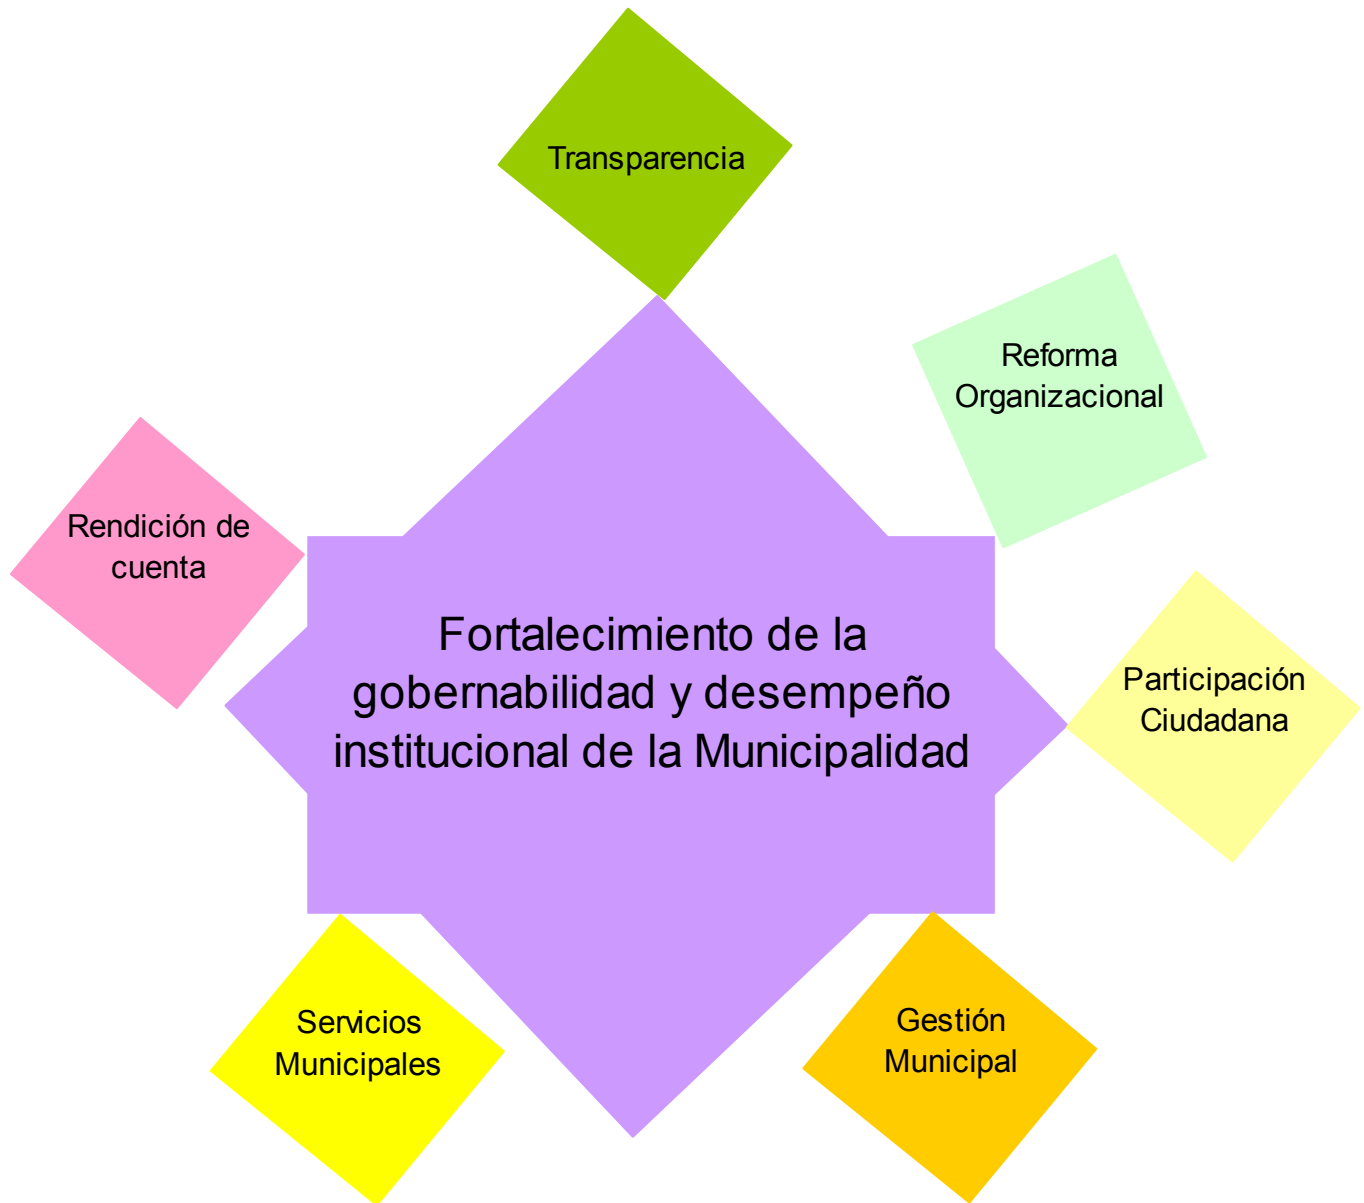 Transparencia
Reforma
Organizacional
Rendición de
cuenta
Fortalecimiento de la
gobernabilidad y desempeño
institucional de la Municipalidad
Participación
Ciudadana
Servicios
Municipales
Gestión
Municipal